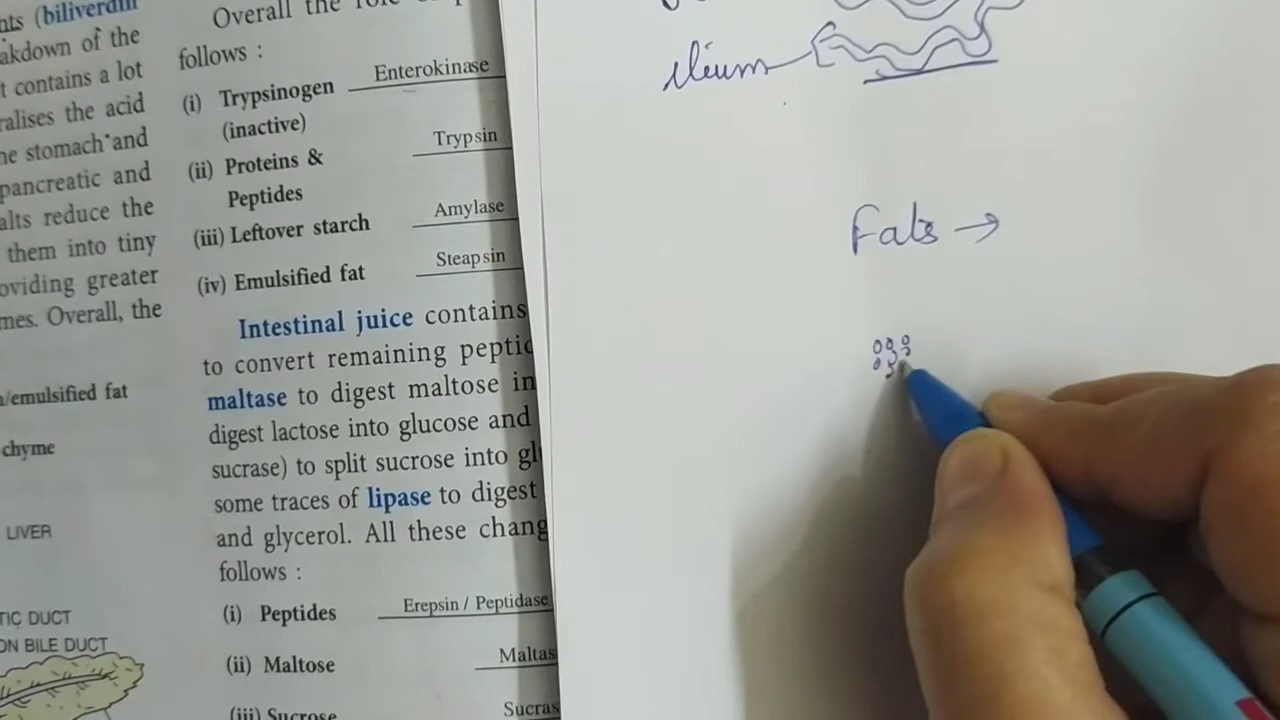 (biliverdin
akdown of the
t contains a lot
ralises the acid
stomach and
pancreatic and
alts reduce the
them into tiny
oviding greater
mes. Overall, the
/emulsified fat
chyme
LIVER
TIC DUCT
ON BILE DUCT
Overall the role
follows :
(i) Trypsinogen Enterokinase
(inactive)
(ii) Proteins & Trypsin
Peptides
(iii) Leftover starch Amylase
(iv) Emulsified fat Steapsin
Intestinal juice contains
to convert remaining peptid
maltase to digest maltose in
digest lactose into glucose and
sucrase) to split sucrose into gl
some traces of lipase to digest
and glycerol. All these chang
follows :
(i) Peptides Erepsin / Peptidase
(ii) Maltose Maltas
(iii) Sucrose Sucras
ileum
Fats →